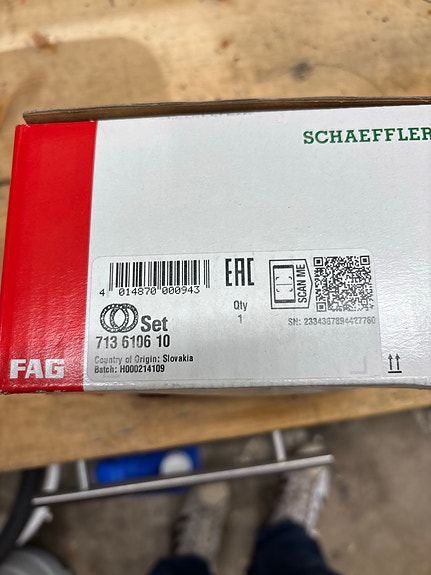 SCHAEFFLER
4 014870 000943
EAC
Qty
1
SCAN ME
SN: 2334367894427760
Set
713 6106 10
Country of Origin: Slovakia
Batch: H000214109
FAG